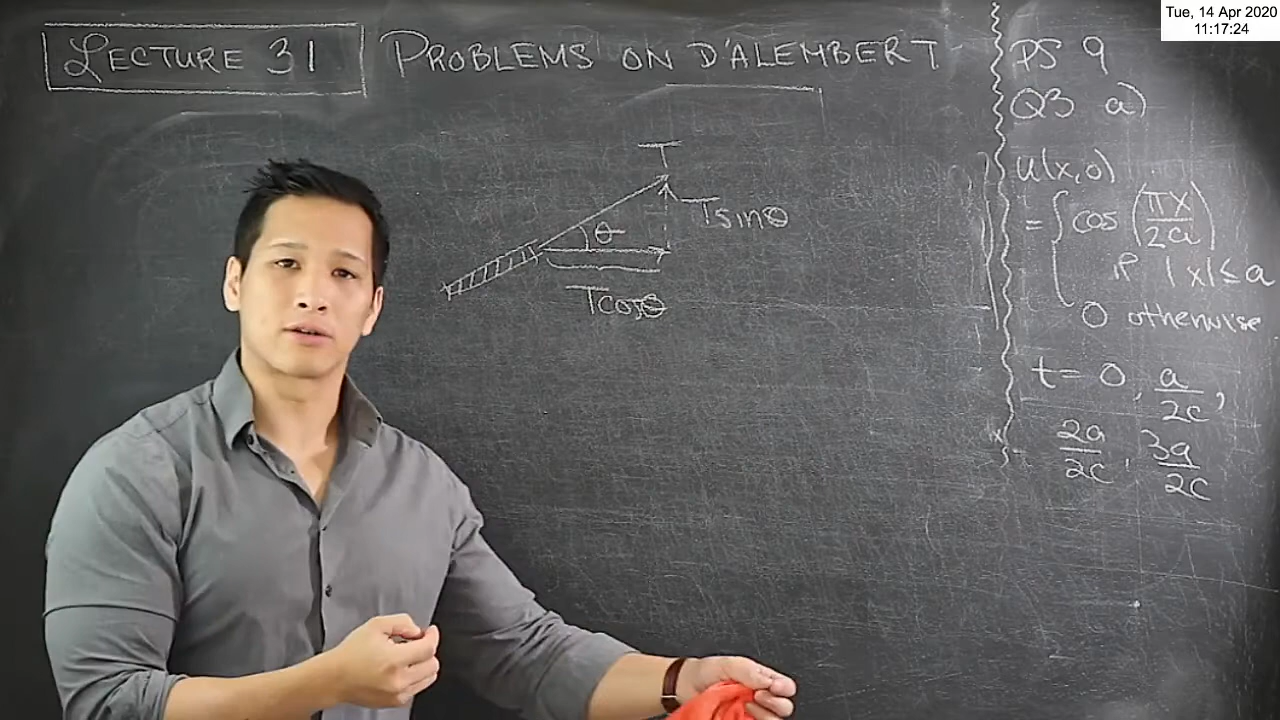 Tue, 14 Apr 2020
11:17:24
LECTURE 31
PROBLEMS ON D'ALEMBERT
T
Tsinθ
θ
Tcosθ
PS 9
Q3 a)
u(x,0)
= { cos (πx/2a)
if |x| ≤ a
0 otherwise
t = 0, a/2c,
2a/2c, 3a/2c